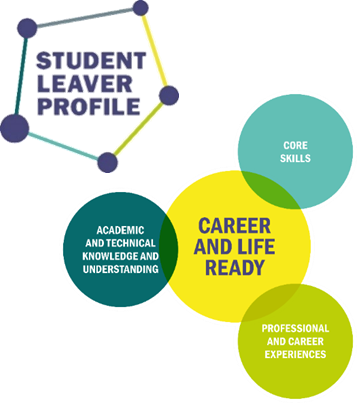 STUDENT
LEAVER
PROFILE
CORE
SKILLS
ACADEMIC
AND TECHNICAL
KNOWLEDGE AND
UNDERSTANDING
CAREER
AND LIFE
READY
PROFESSIONAL
AND CAREER
EXPERIENCES